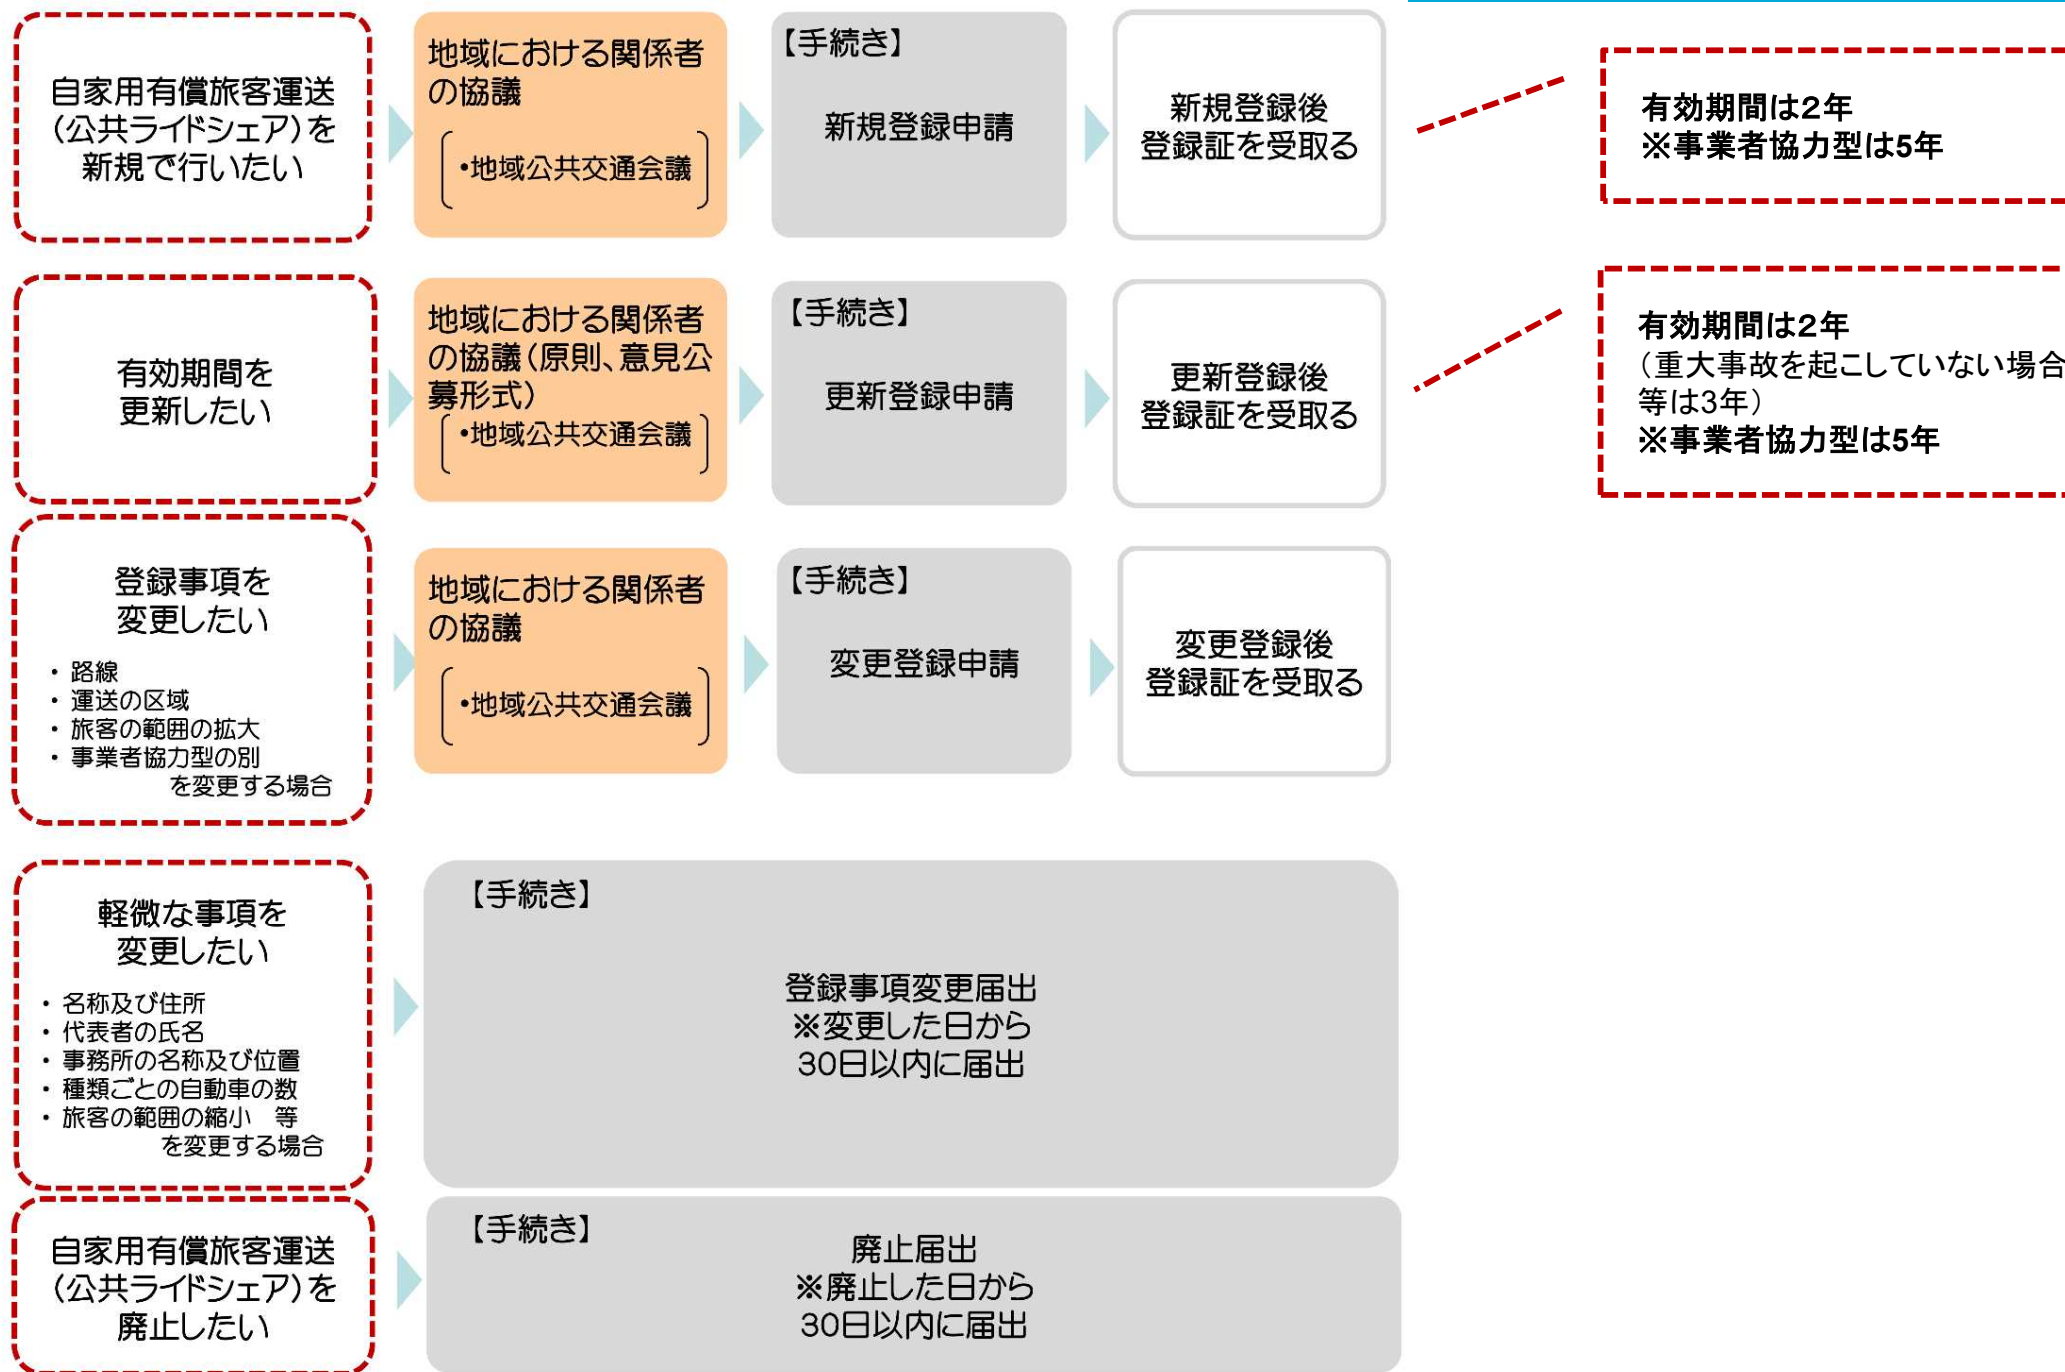 自家用有償旅客運送
(公共ライドシェア)を
新規で行いたい
地域における関係者
の協議
・地域公共交通会議
【手続き】
新規登録申請
新規登録後
登録証を受取る
有効期間は2年
※事業者協力型は5年
有効期間を
更新したい
地域における関係者
の協議(原則、意見公
募形式)
・地域公共交通会議
【手続き】
更新登録申請
更新登録後
登録証を受取る
有効期間は2年
(重大事故を起こしていない場合
等は3年)
※事業者協力型は5年
登録事項を
変更したい
・ 路線
・ 運送の区域
・ 旅客の範囲の拡大
・ 事業者協力型の別
を変更する場合
地域における関係者
の協議
・地域公共交通会議
【手続き】
変更登録申請
変更登録後
登録証を受取る
軽微な事項を
変更したい
・ 名称及び住所
・ 代表者の氏名
・ 事務所の名称及び位置
・ 種類ごとの自動車の数
・ 旅客の範囲の縮小　等
を変更する場合
【手続き】
登録事項変更届出
※変更した日から
30日以内に届出
自家用有償旅客運送
(公共ライドシェア)を
廃止したい
【手続き】
廃止届出
※廃止した日から
30日以内に届出